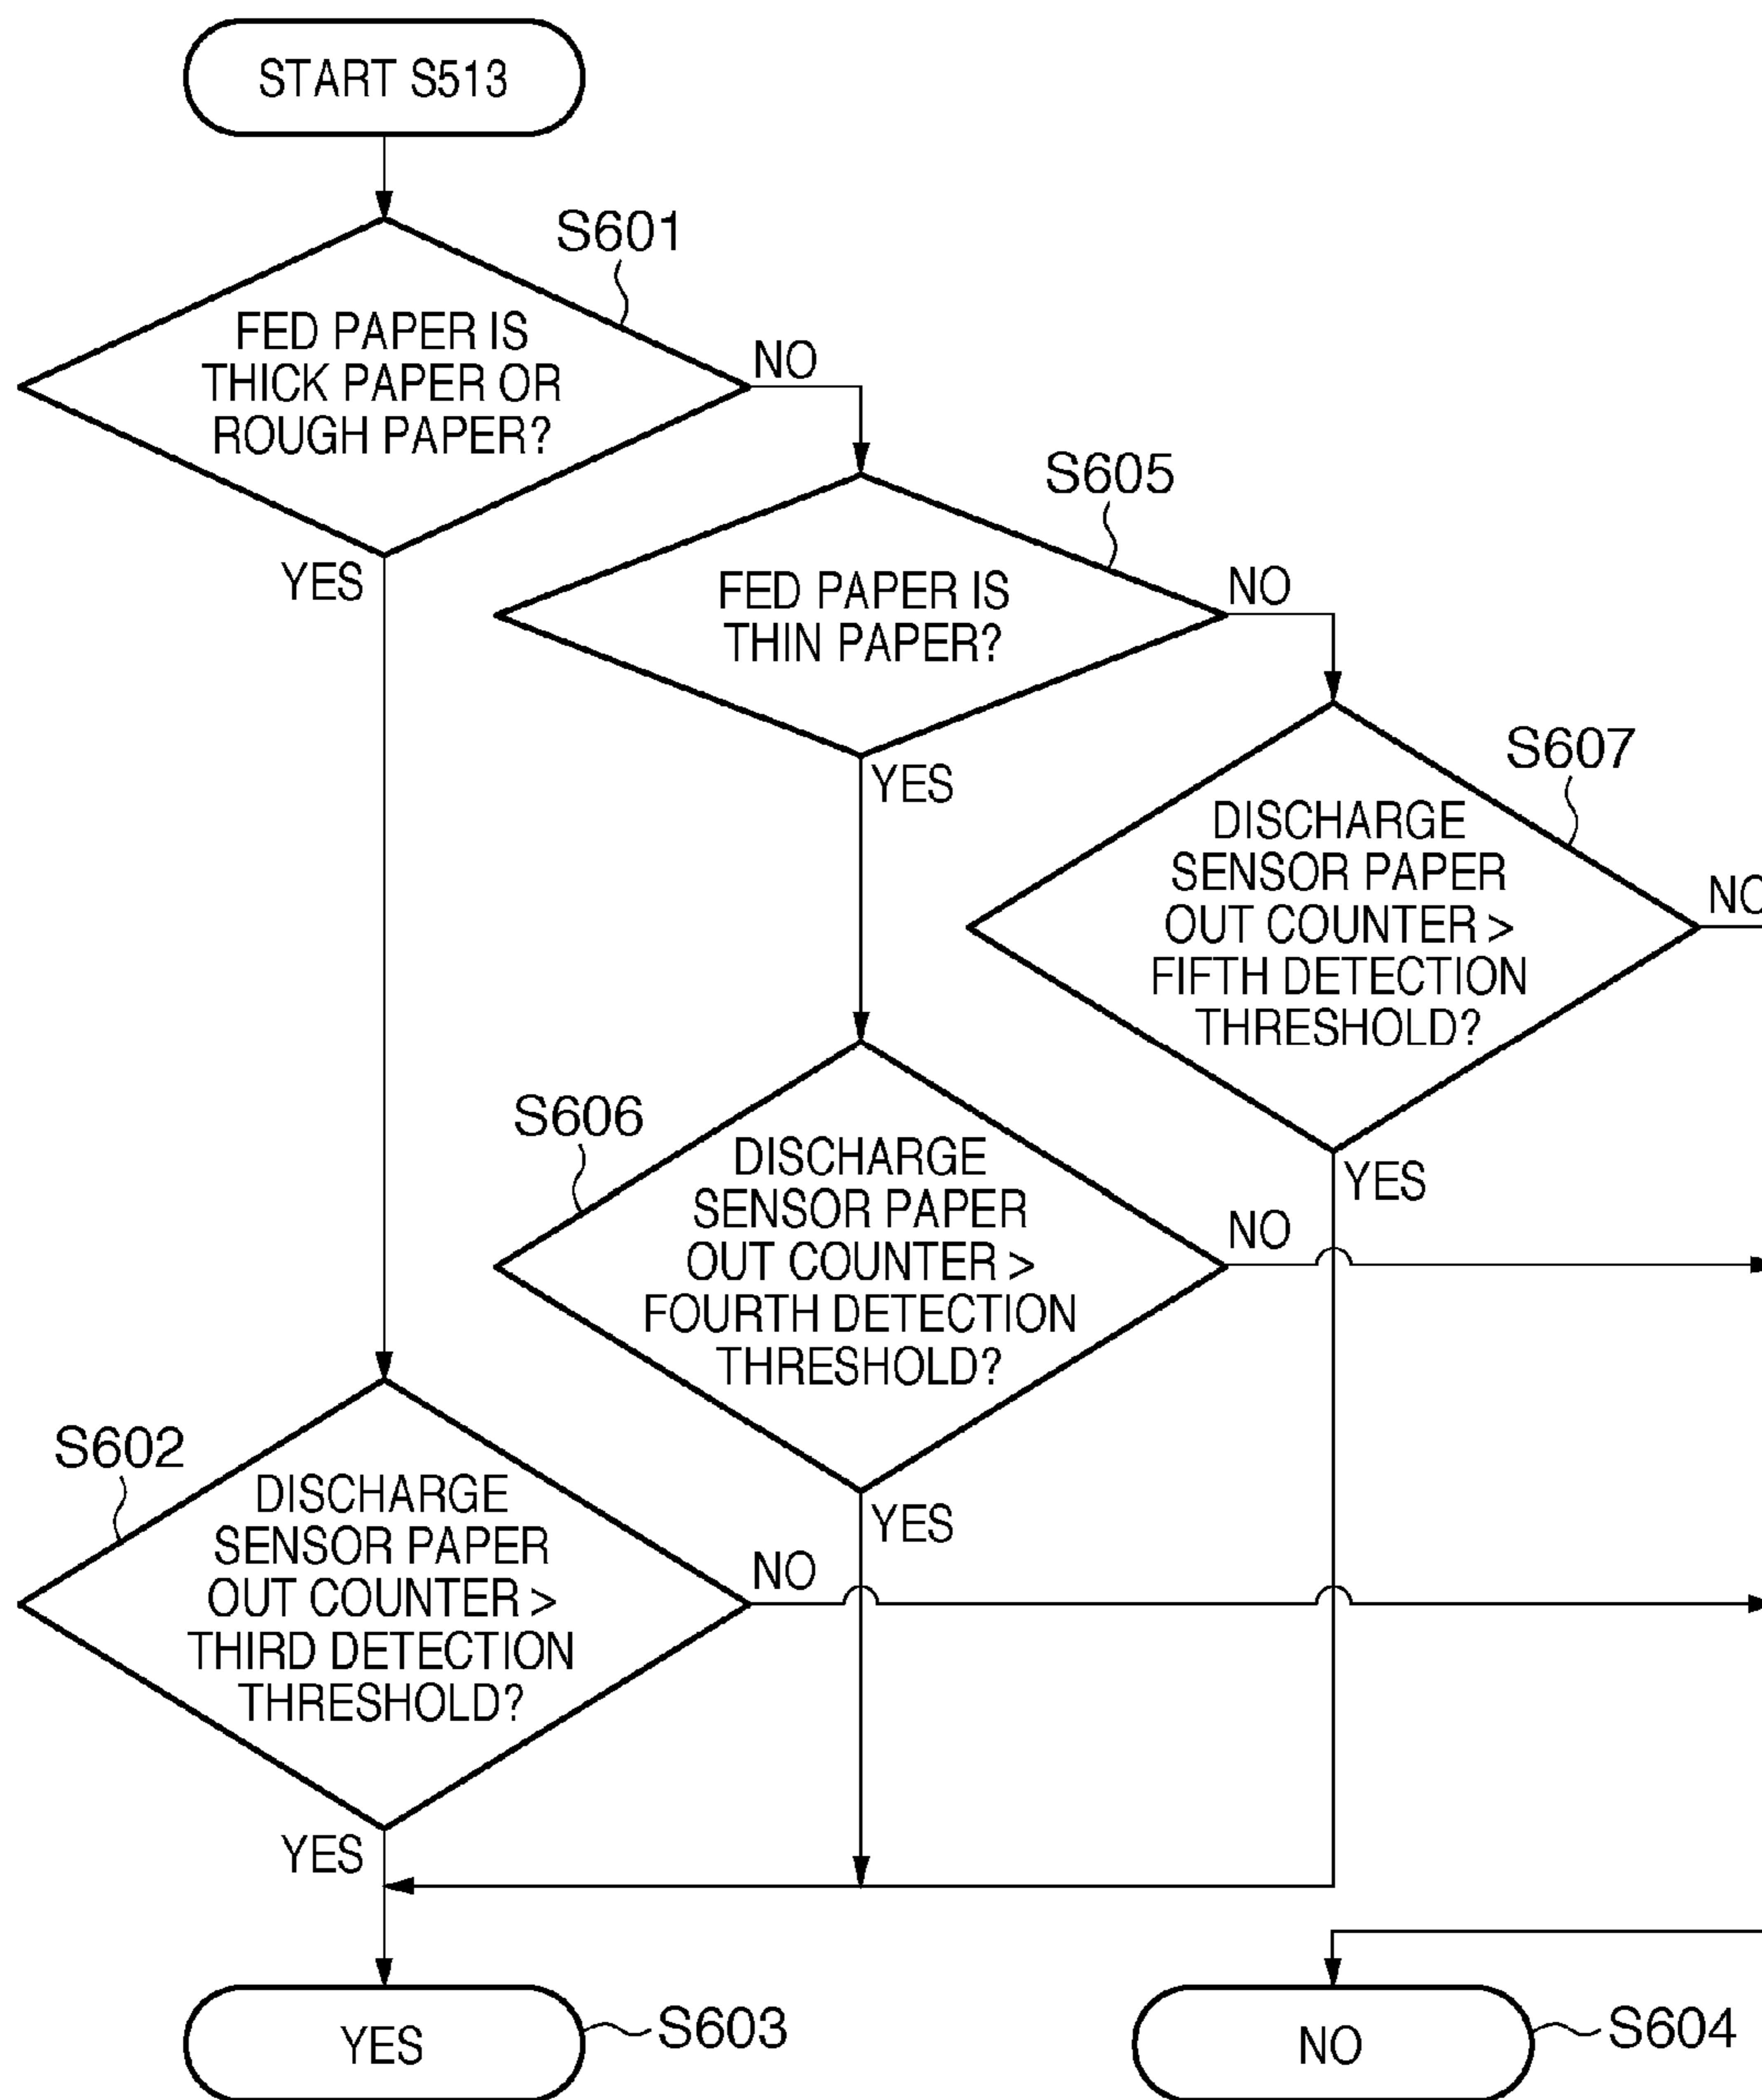 START S513
S601
FED PAPER IS
THICK PAPER OR
ROUGH PAPER?
NO
YES
S605
FED PAPER IS
THIN PAPER?
NO
YES
S607
DISCHARGE
SENSOR PAPER
OUT COUNTER >
FIFTH DETECTION
THRESHOLD?
NO
YES
S606
DISCHARGE
SENSOR PAPER
OUT COUNTER >
FOURTH DETECTION
THRESHOLD?
NO
YES
S602
DISCHARGE
SENSOR PAPER
OUT COUNTER >
THIRD DETECTION
THRESHOLD?
NO
YES
YES
S603
NO
S604